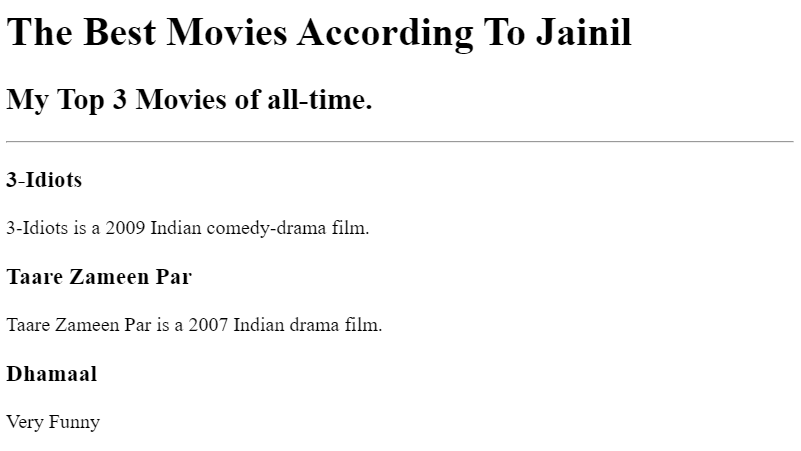 The Best Movies According To Jainil
My Top 3 Movies of all-time.
3-Idiots
3-Idiots is a 2009 Indian comedy-drama film.
Taare Zameen Par
Taare Zameen Par is a 2007 Indian drama film.
Dhamaal
Very Funny